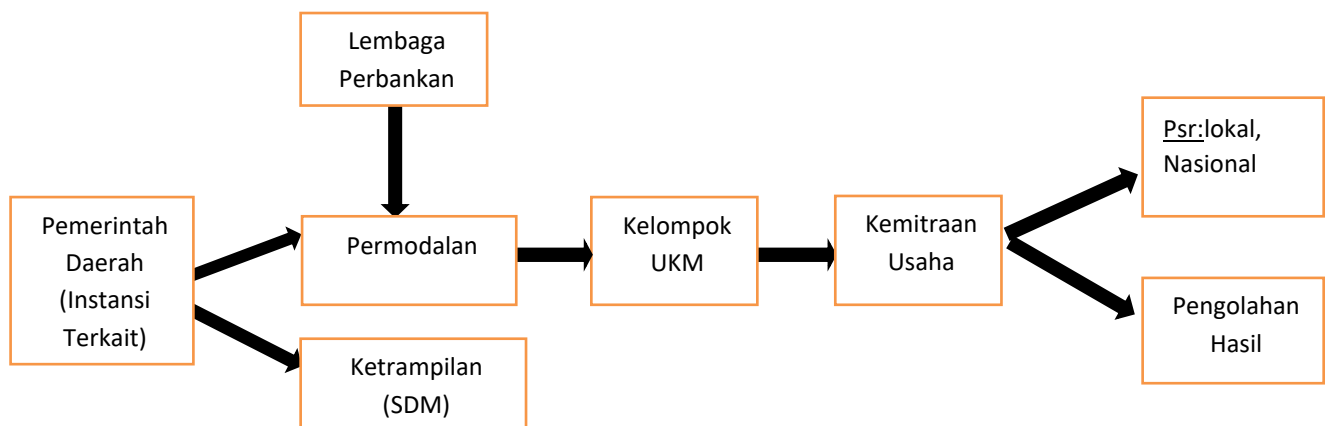 Lembaga
Perbankan
Pemerintah
Daerah
(Instansi
Terkait)
Permodalan
Ketrampilan
(SDM)
Kelompok
UKM
Kemitraan
Usaha
Psr:lokal,
Nasional
Pengolahan
Hasil